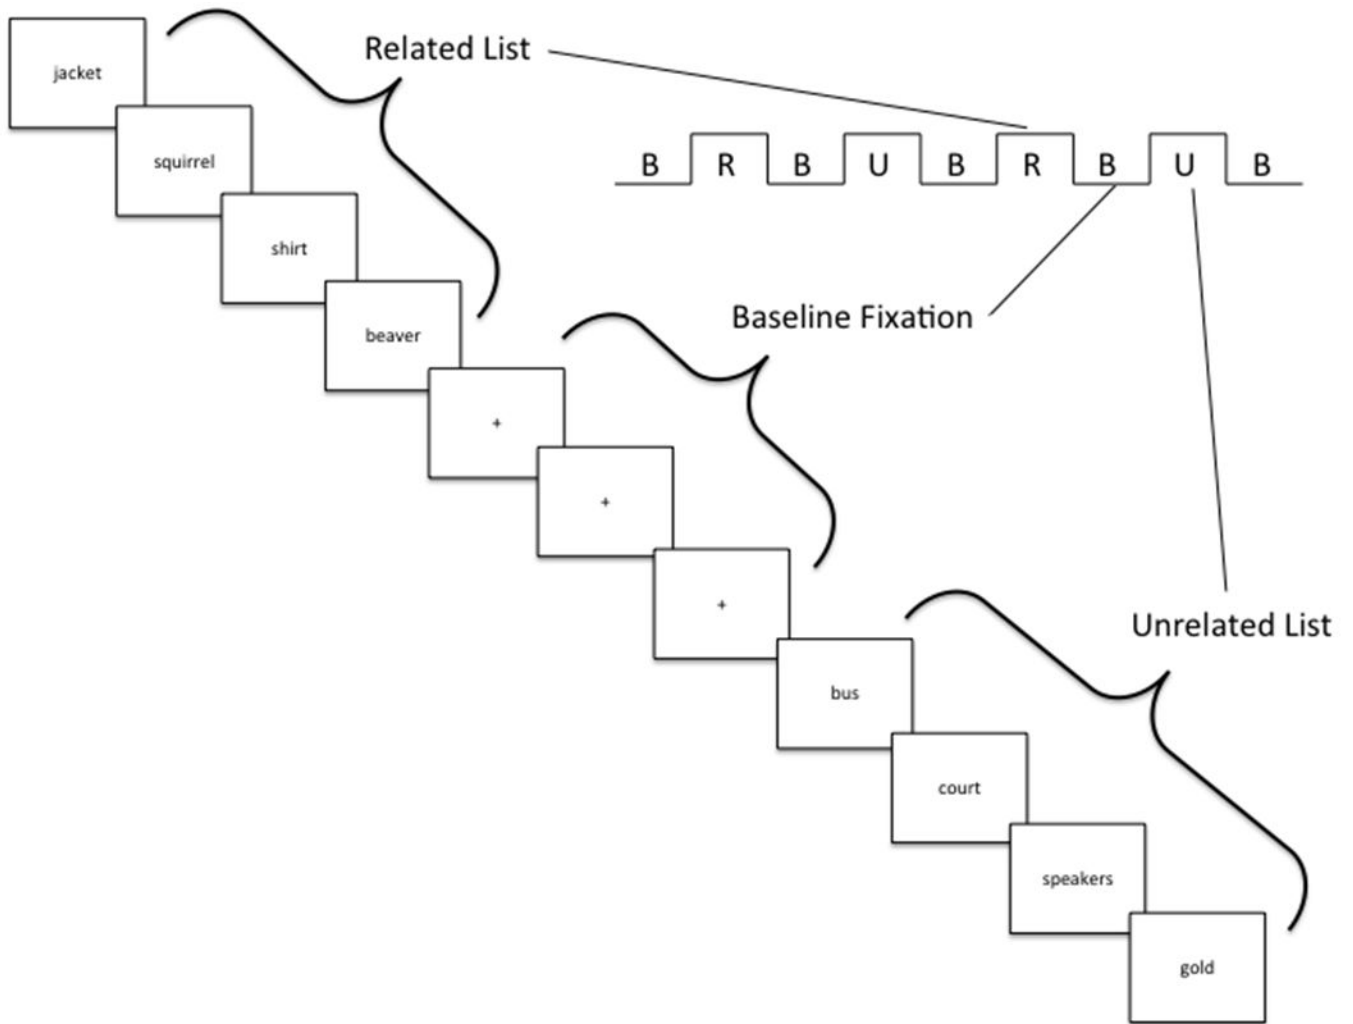 jacket
squirrel
shirt
beaver
+
+
+
bus
court
speakers
gold
Related List
B R B U B R B U B
Baseline Fixation
Unrelated List